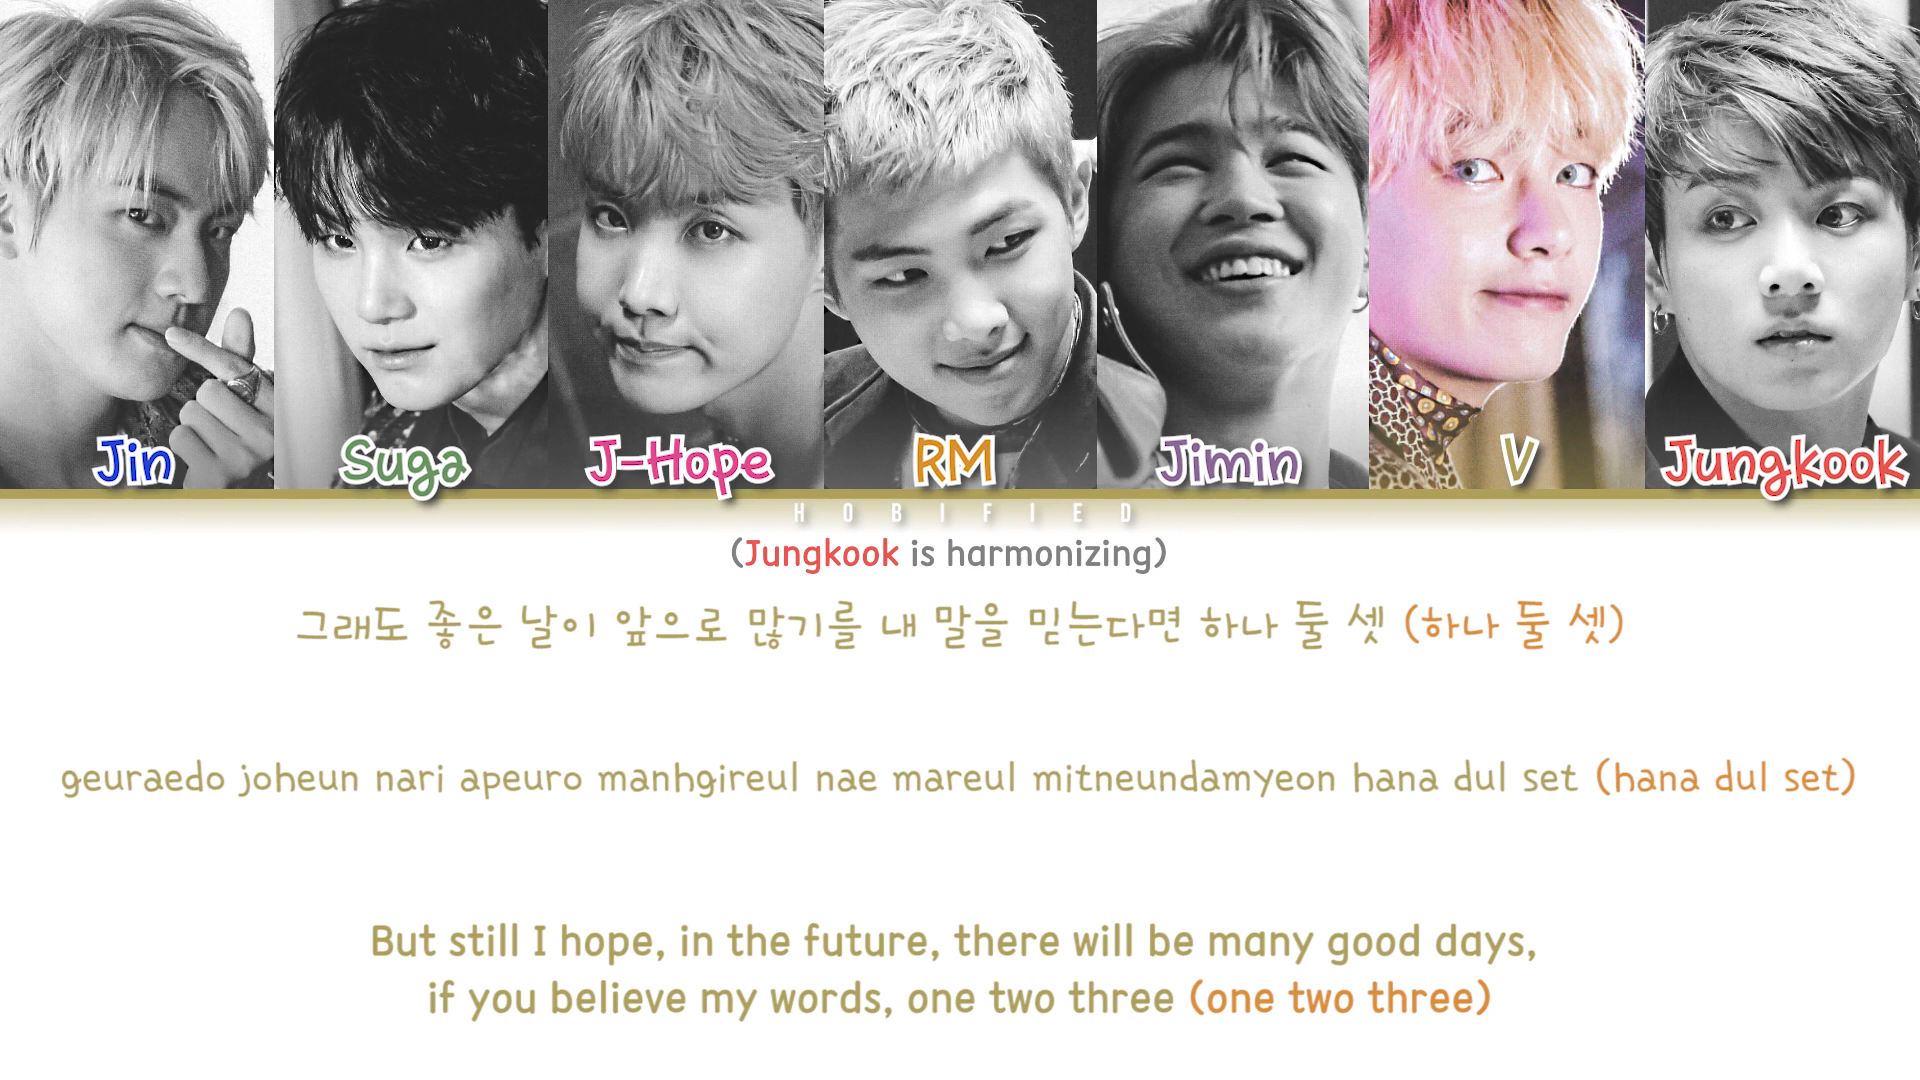 Jin
Suga
J-Hope
RM
Jimin
V
Jungkook
HOBIFIED
(Jungkook is harmonizing)
그래도 좋은 날이 앞으로 많기를 내 말을 믿는다면 하나 둘 셋 (하나 둘 셋)
geuraedo joheun nari apeuro manhgireul nae mareul mitneundamyeon hana dul set (hana dul set)
But still I hope, in the future, there will be many good days,
if you believe my words, one two three (one two three)